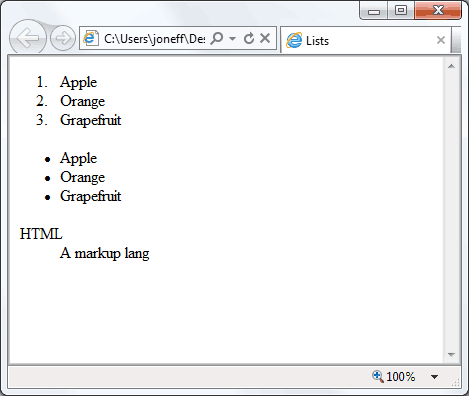 C:\Users\joneff\De:
Lists
1. Apple
2. Orange
3. Grapefruit
• Apple
• Orange
• Grapefruit
HTML
A markup lang
100%